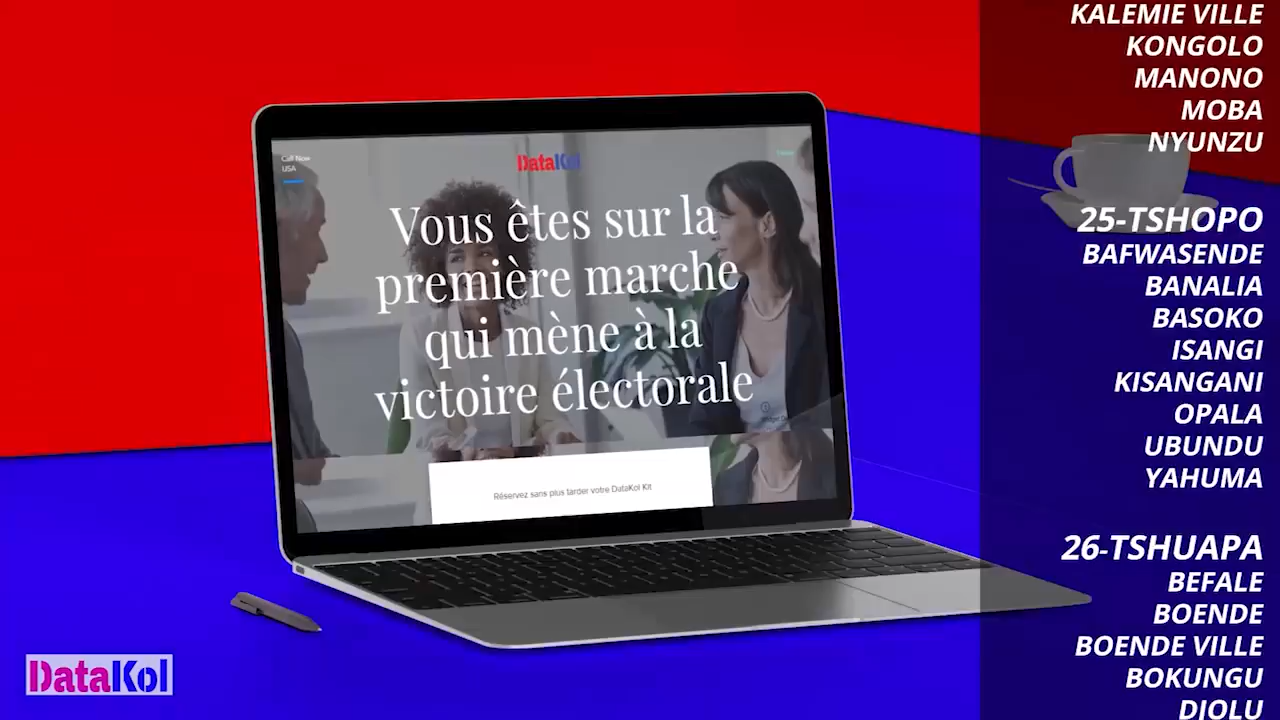 KALEMIE VILLE
KONGOLO
MANONO
MOBA
NYUNZU
25-TSHOPO
BAFWASENDE
BANALIA
BASOKO
ISANGI
KISANGANI
OPALA
UBUNDU
YAHUMA
26-TSHUAPA
BEFALE
BOENDE
BOENDE VILLE
BOKUNGU
DJOLU
Call Now
USA
DataKol
Vous êtes sur la
première marche
qui mène à la
victoire électorale
Réservez sans plus tarder votre DataKol Kit
DataKol